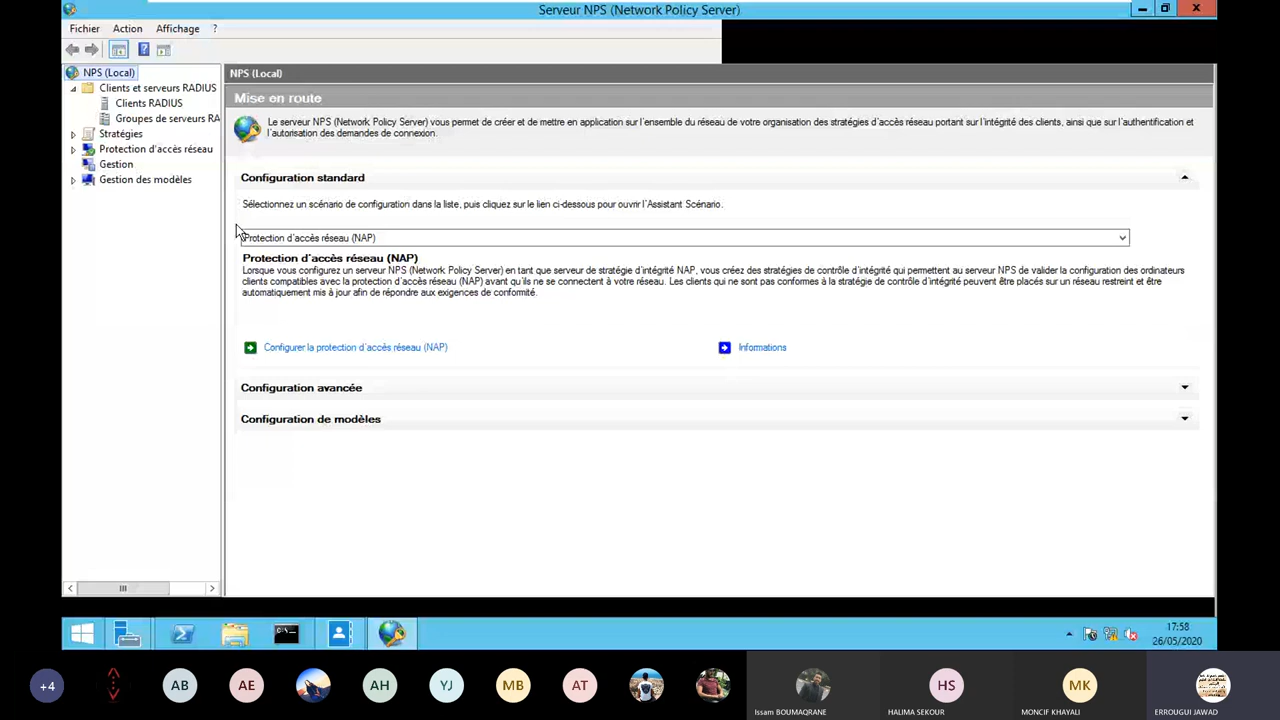 Serveur NPS (Network Policy Server)
Fichier Action Affichage ?
NPS (Local)
Clients et serveurs RADIUS
Clients RADIUS
Groupes de serveurs RA
Stratégies
Protection d'accès réseau
Gestion
Gestion des modèles
NPS (Local)
Mise en route
Le serveur NPS (Network Policy Server) vous permet de créer et de mettre en application sur l'ensemble du réseau de votre organisation des stratégies d'accès réseau portant sur l'intégrité des clients, ainsi que sur l'authentification et
l'autorisation des demandes de connexion.
Configuration standard
Sélectionnez un scénario de configuration dans la liste, puis cliquez sur le lien ci-dessous pour ouvrir l'Assistant Scénario.
Protection d'accès réseau (NAP)
Protection d'accès réseau (NAP)
Lorsque vous configurez un serveur NPS (Network Policy Server) en tant que serveur de stratégie d'intégrité NAP, vous créez des stratégies de contrôle d'intégrité qui permettent au serveur NPS de valider la configuration des ordinateurs
clients compatibles avec la protection d'accès réseau (NAP) avant qu'ils ne se connectent à votre réseau. Les clients qui ne sont pas conformes à la stratégie de contrôle d'intégrité peuvent être placés sur un réseau restreint et être
automatiquement mis à jour afin de répondre aux exigences de conformité.
Configurer la protection d'accès réseau (NAP) Informations
Configuration avancée
Configuration de modèles
17:58
26/05/2020
+4 AB AE AH YJ MB AT HS MK
Issam BOUMAQRANE HALIMA SEKOUR MONCIF KHAYALI ERROUGUI JAWAD